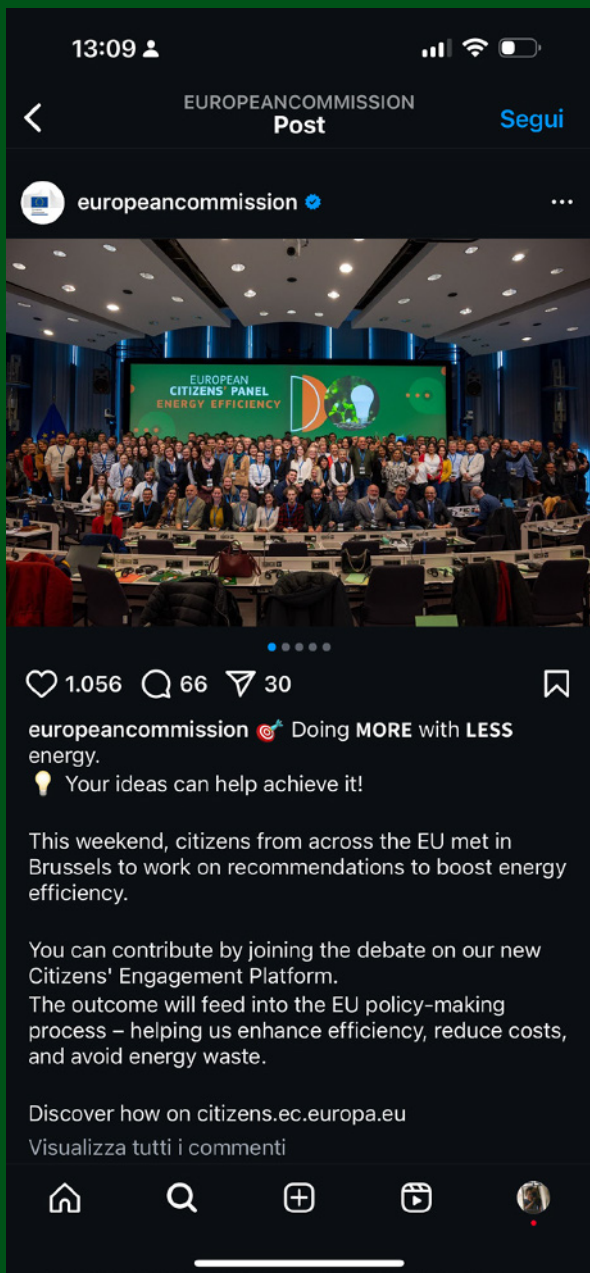 13:09
EUROPEANCOMMISSION
Post
Segui
europeancommission
EUROPEAN
CITIZENS' PANEL
ENERGY EFFICIENCY
1.056
66
30
europeancommission 🎯 Doing MORE with LESS
energy.
💡 Your ideas can help achieve it!
This weekend, citizens from across the EU met in
Brussels to work on recommendations to boost energy
efficiency.
You can contribute by joining the debate on our new
Citizens' Engagement Platform.
The outcome will feed into the EU policy-making
process – helping us enhance efficiency, reduce costs,
and avoid energy waste.
Discover how on citizens.ec.europa.eu
Visualizza tutti i commenti